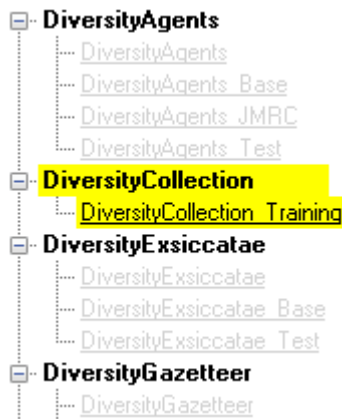 DiversityAgents
DiversityAgents
DiversityAgents_Base
DiversityAgents_JMRC
DiversityAgents_Test
DiversityCollection
DiversityCollection_Training
DiversityExsiccatae
DiversityExsiccatae
DiversityExsiccatae_Base
DiversityExsiccatae_Test
DiversityGazetteer
DiversityGazetteer